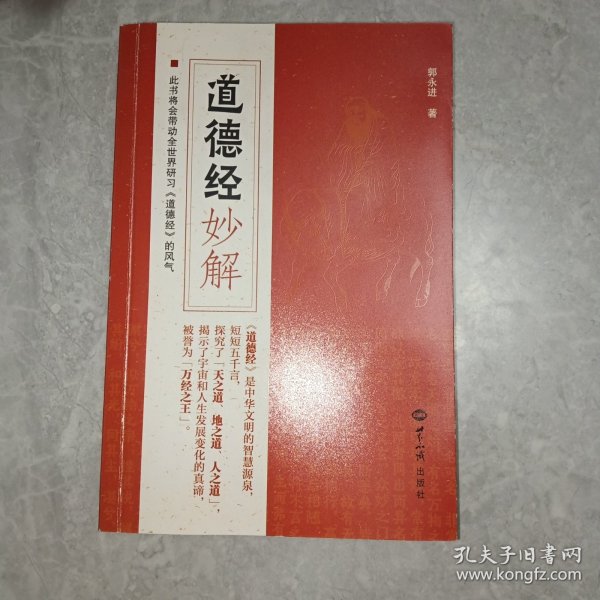 郭永进 著
道德经
妙解
■此书将会带动全世界研习《道德经》的风气
《道德经》是中华文明的智慧源泉，
短短五千言，
探究了「天之道、地之道、人之道」，
揭示了宇宙和人生发展变化的真谛，
被誉为「万经之王」。
世界知识出版社
孔夫子旧书网
www.kongfz.com